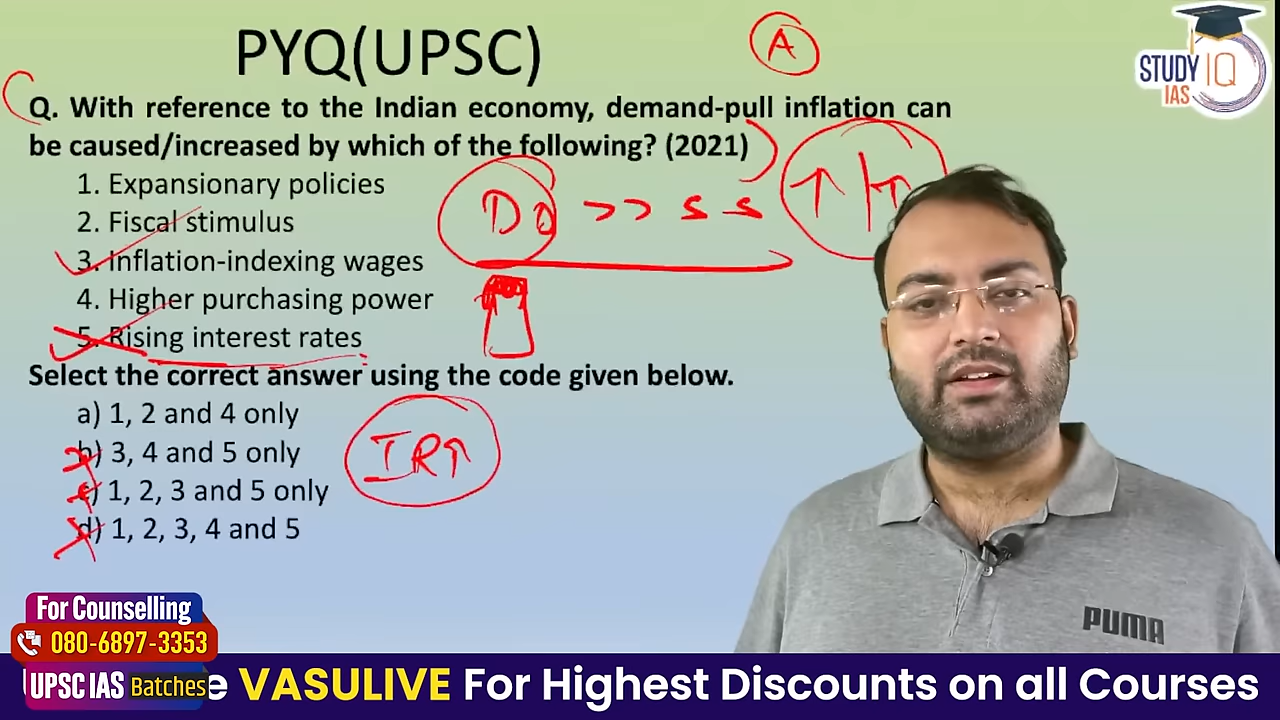 PYQ(UPSC)
A
STUDY IQ
IAS
Q. With reference to the Indian economy, demand-pull inflation can
be caused/increased by which of the following? (2021)
1. Expansionary policies
2. Fiscal stimulus
3. Inflation-indexing wages
4. Higher purchasing power
5. Rising interest rates
DD >> SS ↑ ↑
Select the correct answer using the code given below.
a) 1, 2 and 4 only
b) 3, 4 and 5 only
c) 1, 2, 3 and 5 only
d) 1, 2, 3, 4 and 5
IR↑
PUMA
For Counselling
080-6897-3353
UPSC IAS Batches
e VASULIVE For Highest Discounts on all Courses